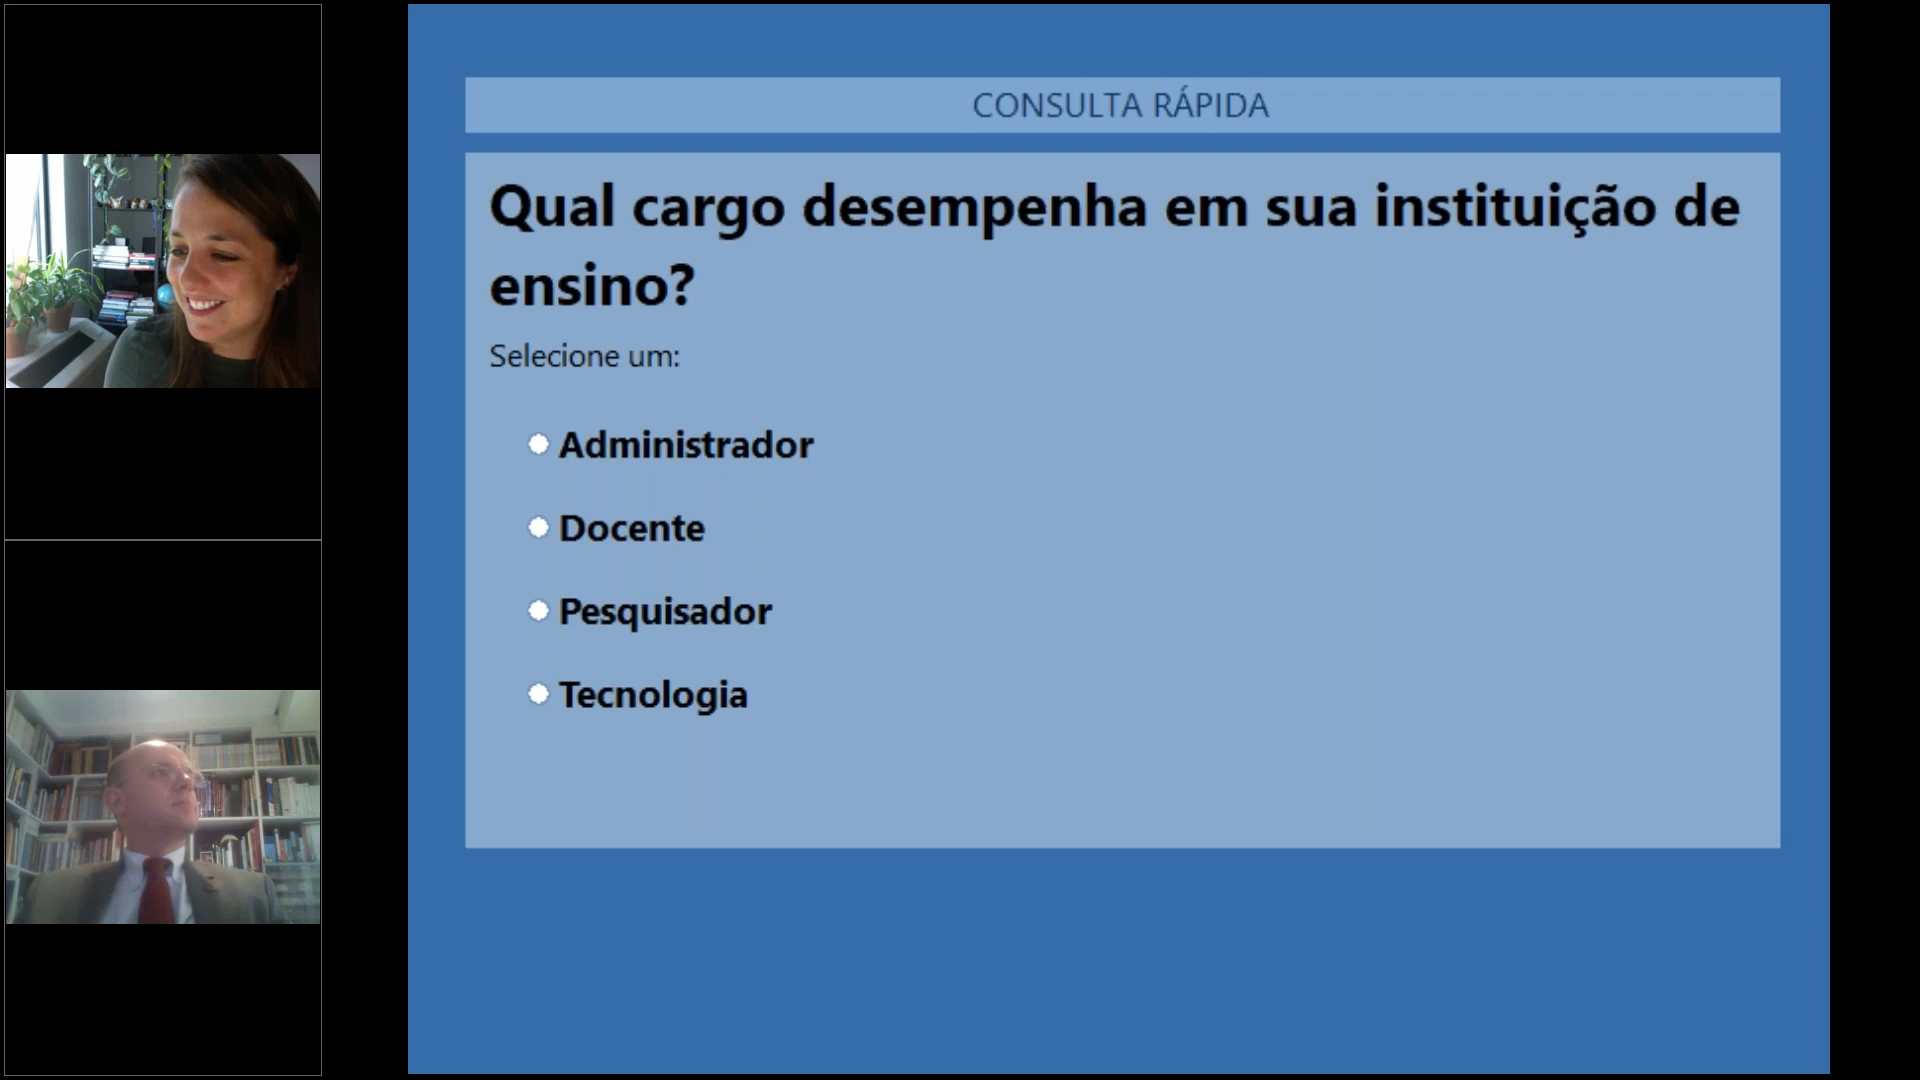 CONSULTA RÁPIDA
Qual cargo desempenha em sua instituição de
ensino?
Selecione um:
Administrador
Docente
Pesquisador
Tecnologia